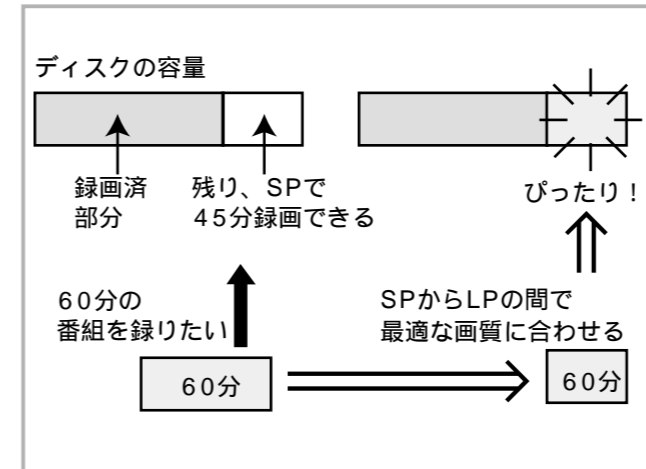 ディスクの容量
録画済
部分
残り、SPで
45分録画できる
ぴったり！
60分の
番組を録りたい
SPからLPの間で
最適な画質に合わせる
60分
60分